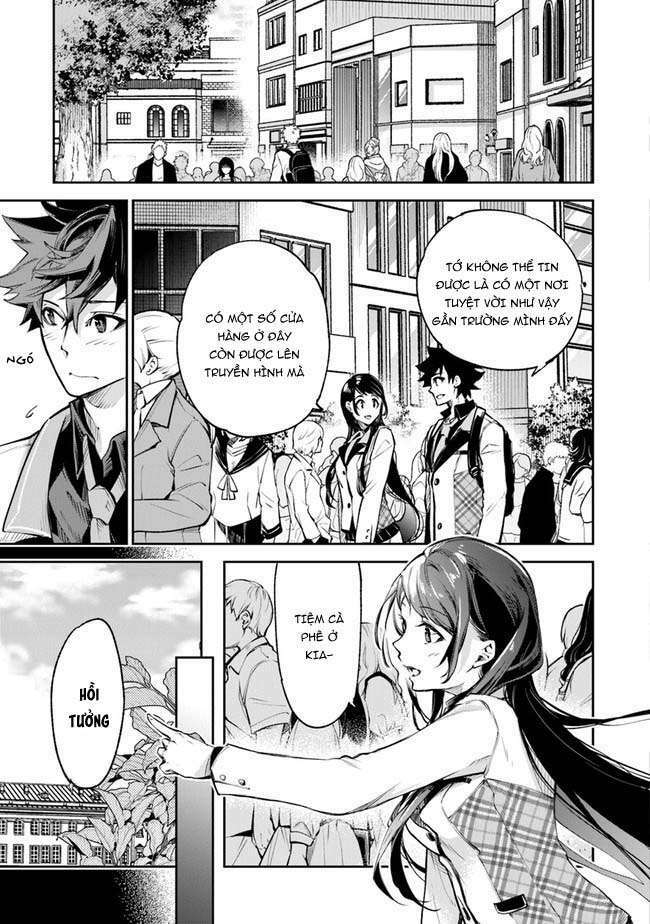 TỚ KHÔNG THỂ TIN
ĐƯỢC LÀ CÓ MỘT NƠI
TUYỆT VỜI NHƯ VẬY
GẦN TRƯỜNG MÌNH ĐẤY
CÓ MỘT SỐ CỬA
HÀNG Ở ĐÂY
CÒN ĐƯỢC LÊN
TRUYỀN HÌNH MÀ
NGÓ
TIỆM CÀ
PHÊ Ở
KIA-
HỒI
TƯỞNG